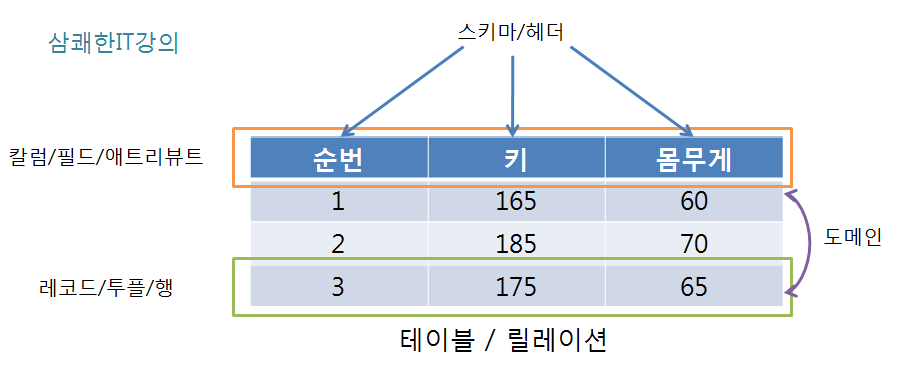 스키마/헤더
삼쾌한IT강의
칼럼/필드/애트리뷰트
순번 키 몸무게
1 165 60
2 185 70
도메인
레코드/투플/행
3 175 65
테이블 / 릴레이션